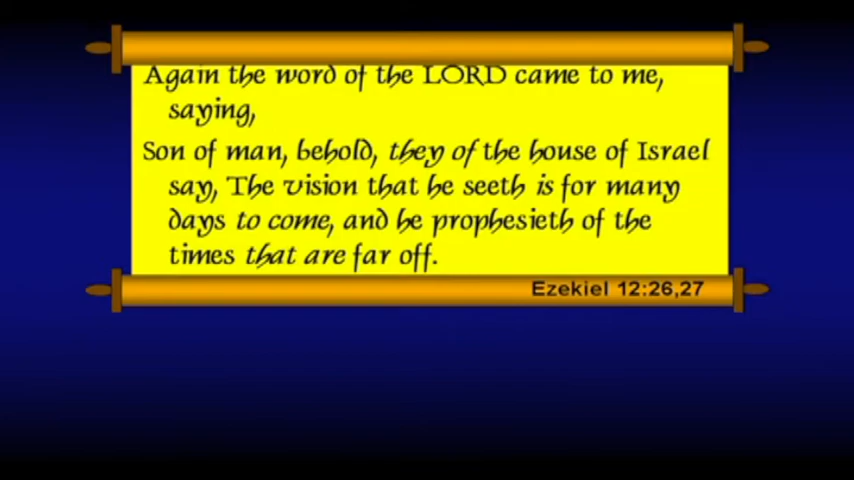 Again the word of the LORD came to me,
saying,
Son of man, behold, they of the house of Israel
say, The vision that he seeth is for many
days to come, and he prophesieth of the
times that are far off.
Ezekiel 12:26,27